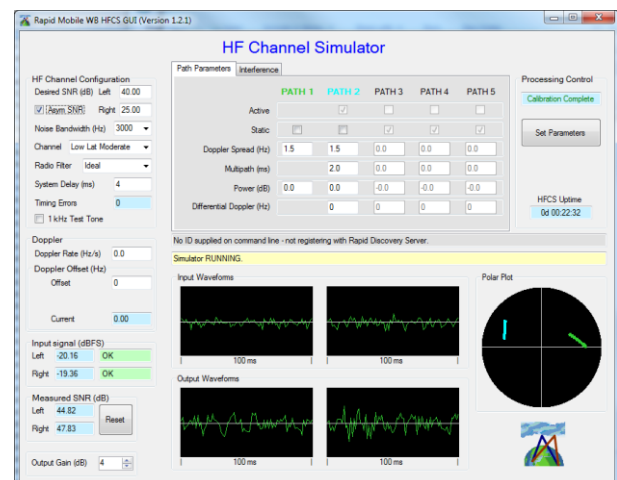 Rapid Mobile WB HFCS GUI (Version 1.2.1)
HF Channel Simulator
HF Channel Configuration
Desired SNR (dB) Left 40.00
Asym SNR Right 25.00
Noise Bandwidth (Hz) 3000
Channel Low Lat Moderate
Radio Filter Ideal
System Delay (ms) 4
Timing Errors 0
1 kHz Test Tone
Path Parameters Interference
PATH 1 PATH 2 PATH 3 PATH 4 PATH 5
Active
Static
Doppler Spread (Hz) 1.5 1.5 0.0 0.0 0.0
Multipath (ms) 2.0 0.0 0.0 0.0
Power (dB) 0.0 0.0 -0.0 -0.0 -0.0
Differential Doppler (Hz) 0 0 0 0
Processing Control
Calibration Complete
Set Parameters
HFCS Uptime
0d 00:22:32
Doppler
Doppler Rate (Hz/s) 0.0
Doppler Offset (Hz)
Offset 0
Current 0.00
No ID supplied on command line - not registering with Rapid Discovery Server.
Simulator RUNNING.
Input Waveforms
100 ms 100 ms
Polar Plot
Input signal (dBFS)
Left -20.16 OK
Right -19.36 OK
Output Waveforms
100 ms 100 ms
Measured SNR (dB)
Left 44.82
Right 47.83
Reset
Output Gain (dB) 4